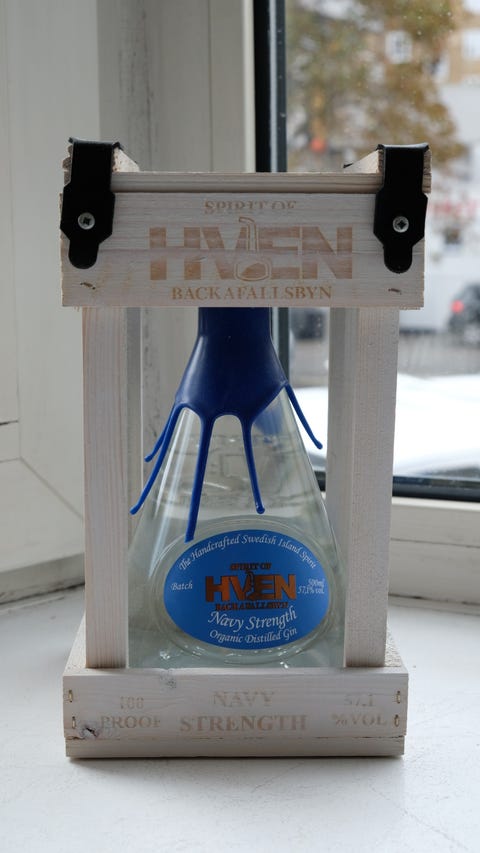 SPIRIT OF
HVEN
BACKAFALLSBYN
The Handcrafted Swedish Island Spirit
SPIRIT OF
Batch HVEN 500ml
57,1% vol.
BACKAFALLSBYN
Navy Strength
Organic Distilled Gin
100 NAVY 57,1
PROOF STRENGTH %VOL